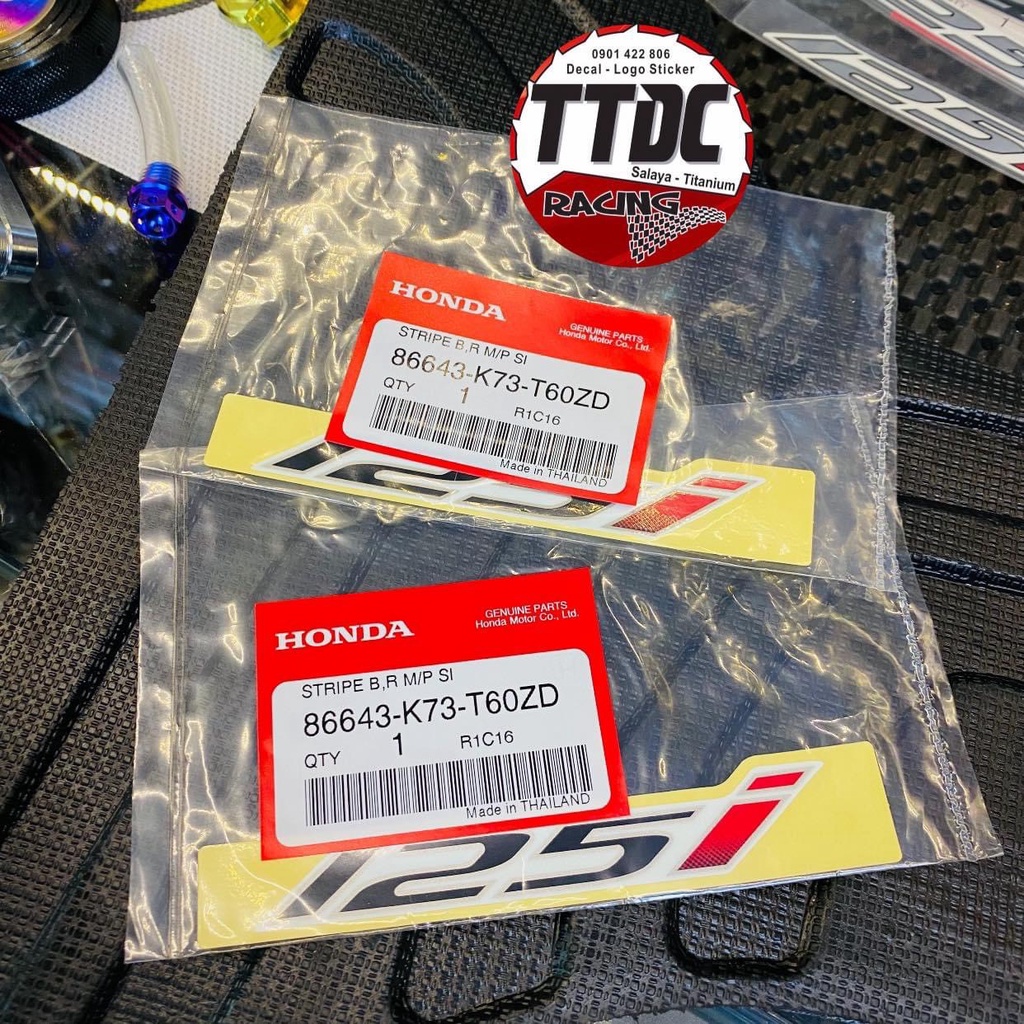 0901 422 806
Decal - Logo Sticker
TTDC
Salaya - Titanium
RACING
HONDA
GENUINE PARTS
Honda Motor Co., Ltd.
STRIPE B,R M/P SI
86643-K73-T60ZD
QTY 1 R1C16
Made in THAILAND
125i
HONDA
GENUINE PARTS
Honda Motor Co., Ltd.
STRIPE B,R M/P SI
86643-K73-T60ZD
QTY 1 R1C16
Made in THAILAND
125i